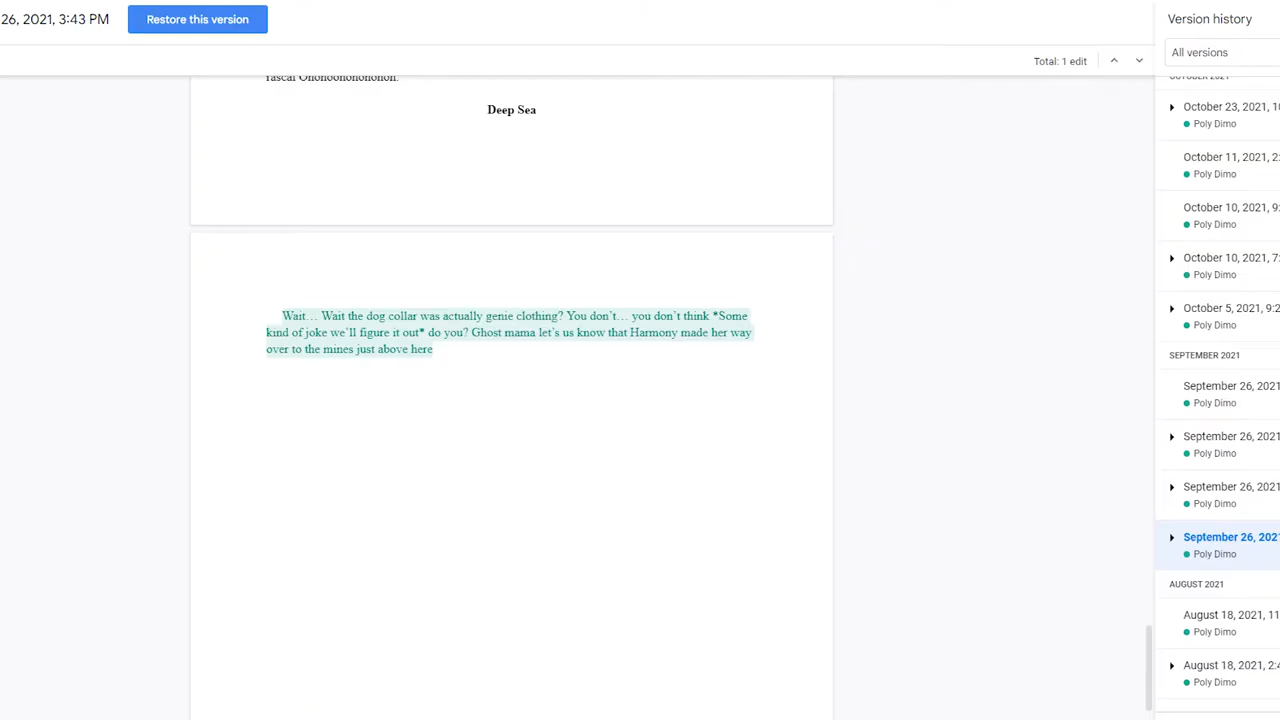 26, 2021, 3:43 PM
Restore this version
Version history
Total: 1 edit
All versions
rascal Ohohoohohohohoh.
Deep Sea
Wait… Wait the dog collar was actually genie clothing? You don’t… you don’t think *Some
kind of joke we’ll figure it out* do you? Ghost mama let’s us know that Harmony made her way
over to the mines just above here
OCTOBER 2021
October 23, 2021, 10
Poly Dimo
October 11, 2021, 2:
Poly Dimo
October 10, 2021, 9:
Poly Dimo
October 10, 2021, 7:
Poly Dimo
October 5, 2021, 9:2
Poly Dimo
SEPTEMBER 2021
September 26, 2021
Poly Dimo
September 26, 2021
Poly Dimo
September 26, 2021
Poly Dimo
September 26, 202
Poly Dimo
AUGUST 2021
August 18, 2021, 11
Poly Dimo
August 18, 2021, 2:4
Poly Dimo